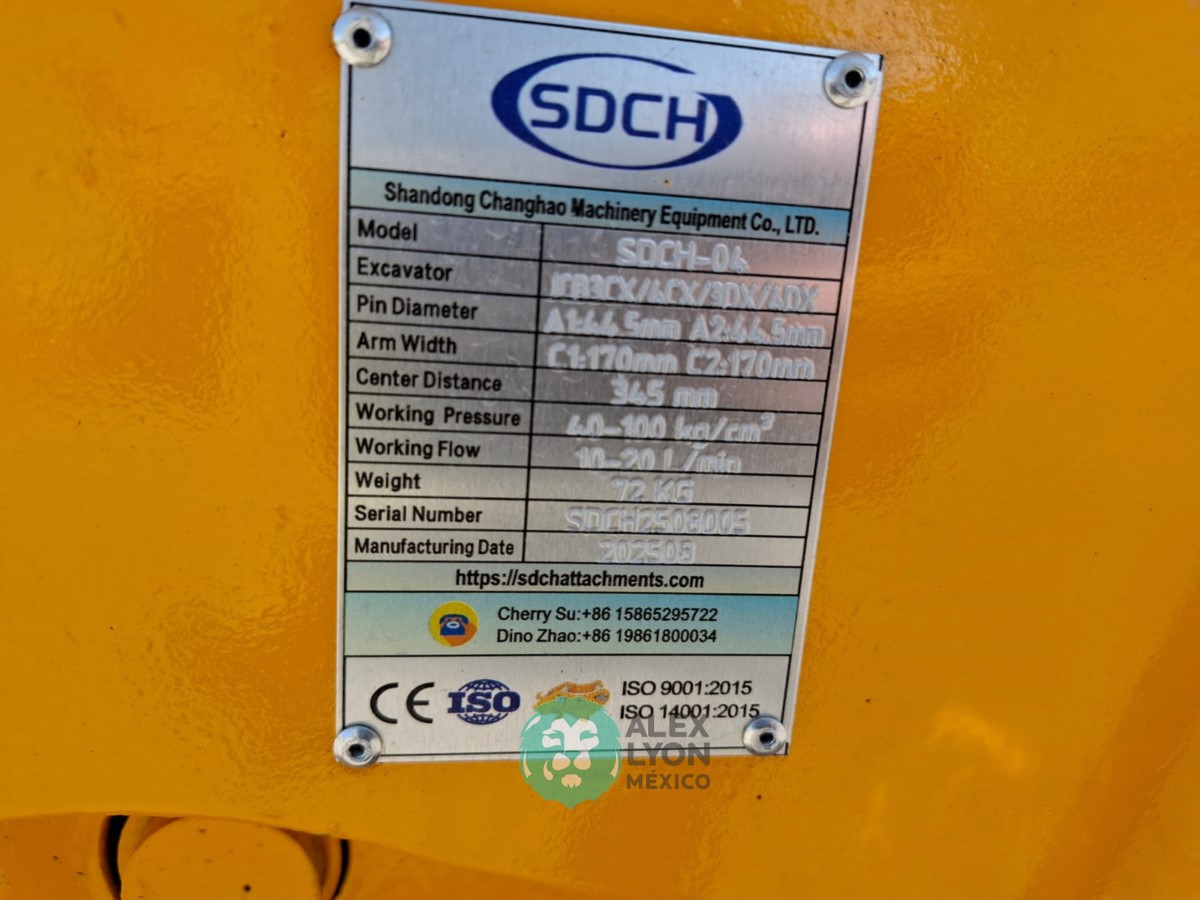 SDCH
Shandong Changhao Machinery Equipment Co., LTD.
Model SDCH-04
Excavator JCB3CX/4CX/3DX/4DX
Pin Diameter A1:44.5mm A2:44.5mm
Arm Width C1:170mm C2:170mm
Center Distance 345 mm
Working Pressure 40-100 kg/cm³
Working Flow 10-20 L/min
Weight 72 KG
Serial Number SDCH2508005
Manufacturing Date 202508
https://sdchattachments.com
Cherry Su:+86 15865295722
Dino Zhao:+86 19861800034
CE ISO ISO 9001:2015
ISO 14001:2015
ALEX
LYON
MÉXICO